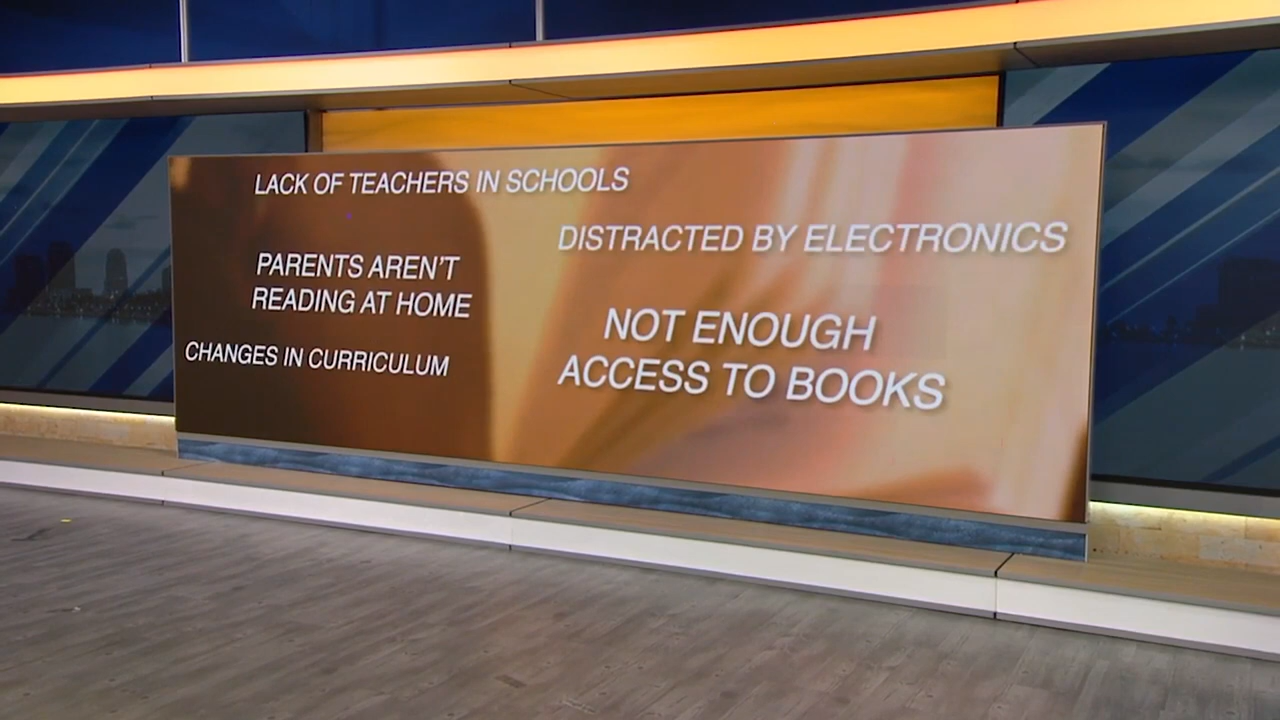 LACK OF TEACHERS IN SCHOOLS
DISTRACTED BY ELECTRONICS
PARENTS AREN'T
READING AT HOME
NOT ENOUGH
ACCESS TO BOOKS
CHANGES IN CURRICULUM